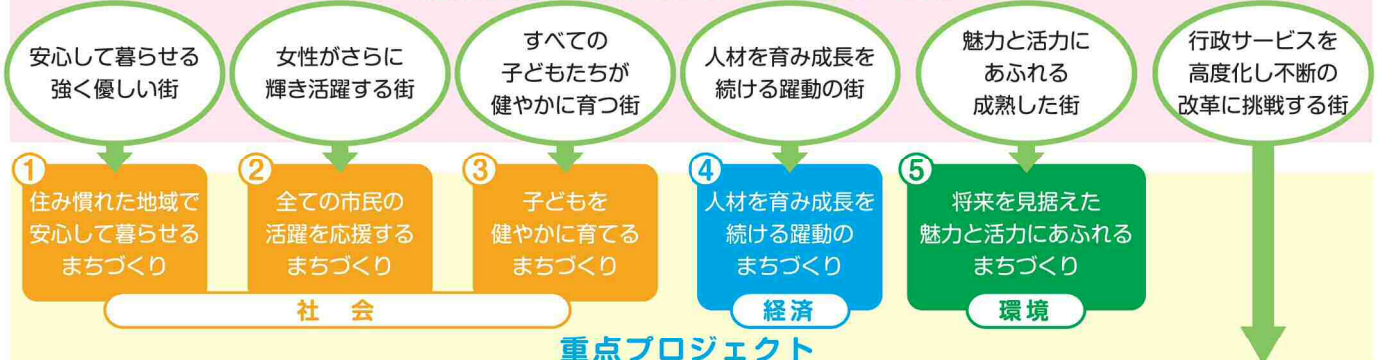 安心して暮らせる
強く優しい街
女性がさらに
輝き活躍する街
すべての
子どもたちが
健やかに育つ街
人材を育み成長を
続ける躍動の街
魅力と活力に
あふれる
成熟した街
行政サービスを
高度化し不断の
改革に挑戦する街
①
住み慣れた地域で
安心して暮らせる
まちづくり
②
全ての市民の
活躍を応援する
まちづくり
③
子どもを
健やかに育てる
まちづくり
④
人材を育み成長を
続ける躍動の
まちづくり
⑤
将来を見据えた
魅力と活力にあふれる
まちづくり
社 会
経済
環境
重点プロジェクト